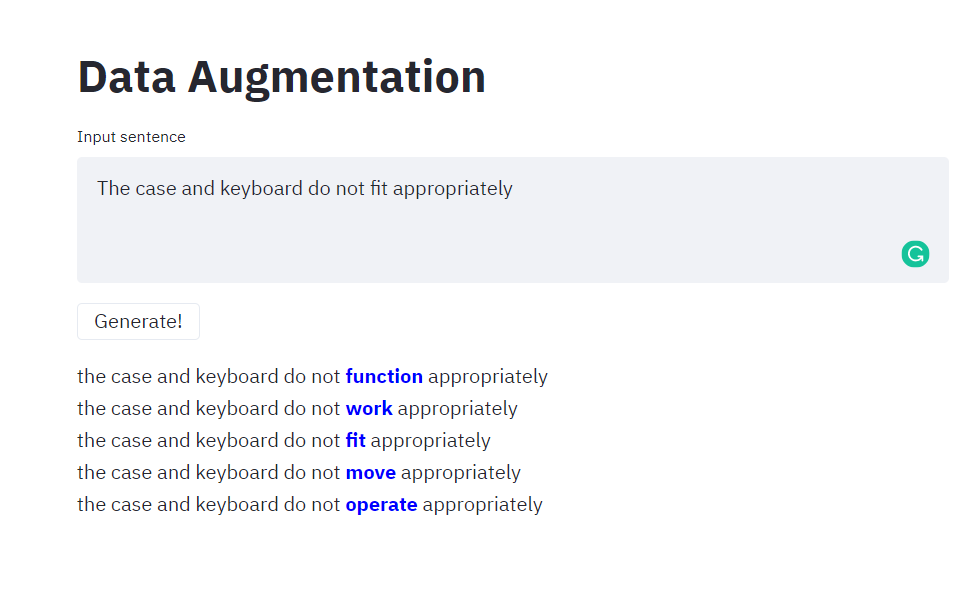 Data Augmentation
Input sentence
The case and keyboard do not fit appropriately
Generate!
the case and keyboard do not function appropriately
the case and keyboard do not work appropriately
the case and keyboard do not fit appropriately
the case and keyboard do not move appropriately
the case and keyboard do not operate appropriately